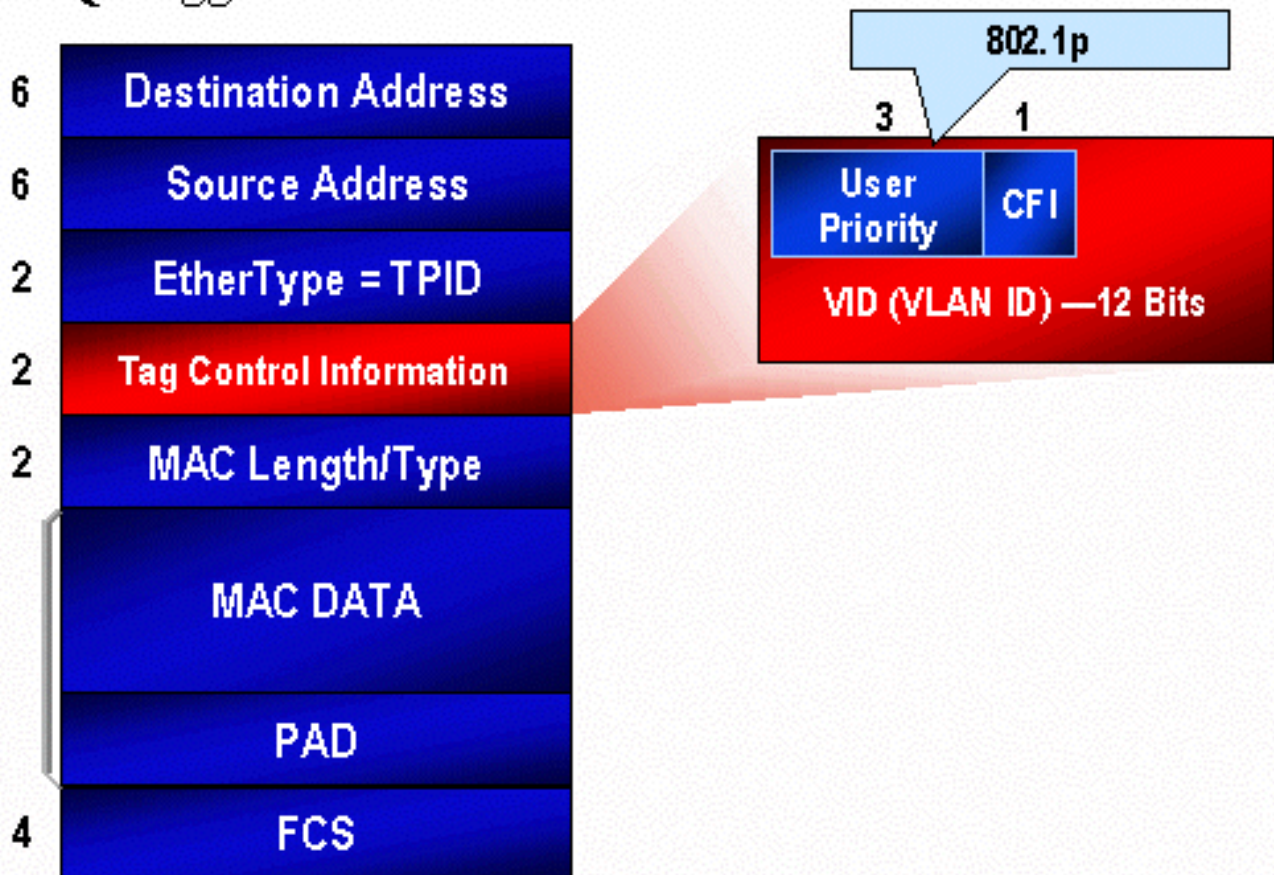 802.1p
6 Destination Address
3 1
6 Source Address
User
Priority
CFI
2 EtherType = TPID
VID (VLAN ID) —12 Bits
2 Tag Control Information
2 MAC Length/Type
MAC DATA
PAD
4 FCS